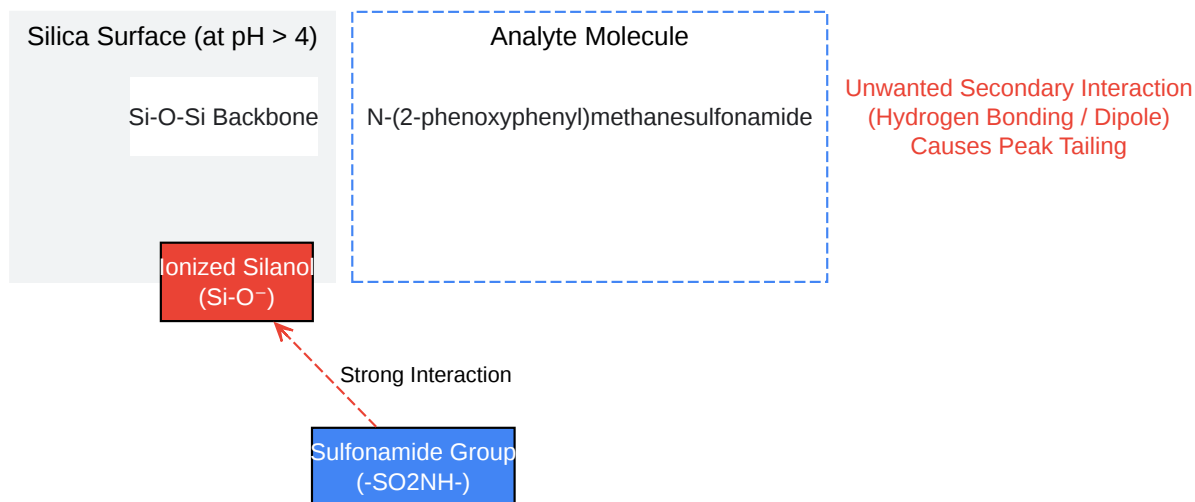 Silica Surface (at pH > 4)
Analyte Molecule
Si-O-Si Backbone
N-(2-phenoxyphenyl)methanesulfonamide
Unwanted Secondary Interaction
(Hydrogen Bonding / Dipole)
Causes Peak Tailing
Ionized Silanol
(Si-O⁻)
Strong Interaction
Sulfonamide Group
(-SO2NH-)